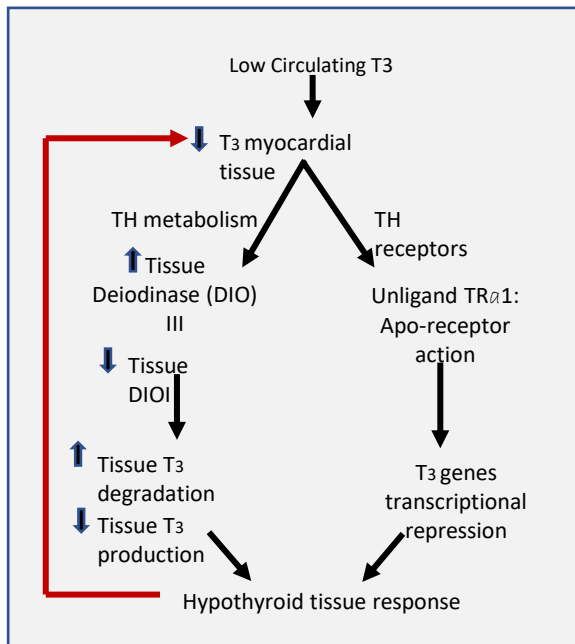 Low Circulating T3
T3 myocardial
tissue
TH metabolism
TH
receptors
Tissue
Deiodinase (DIO)
III
Unligand TRα1:
Apo-receptor
action
Tissue
DIOI
Tissue T3
degradation
Tissue T3
production
T3 genes
transcriptional
repression
Hypothyroid tissue response